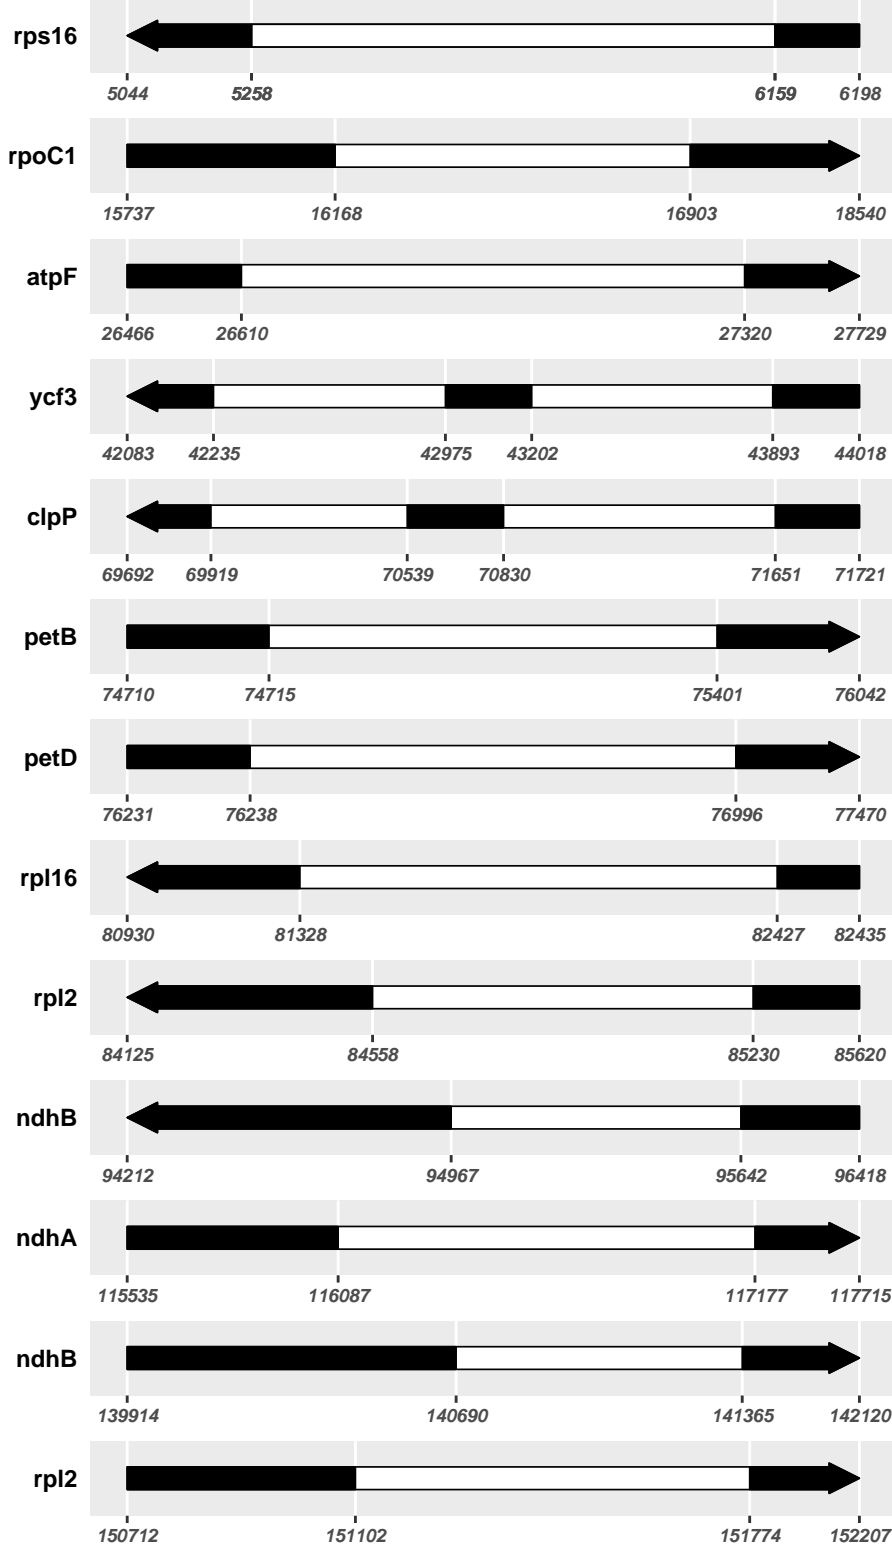 rps16
5044 5258 6159 6198
rpoC1
15737 16168 16903 18540
atpF
26466 26610 27320 27729
ycf3
42083 42235 42975 43202 43893 44018
clpP
69692 69919 70539 70830 71651 71721
petB
74710 74715 75401 76042
petD
76231 76238 76996 77470
rpl16
80930 81328 82427 82435
rpl2
84125 84558 85230 85620
ndhB
94212 94967 95642 96418
ndhA
115535 116087 117177 117715
ndhB
139914 140690 141365 142120
rpl2
150712 151102 151774 152207